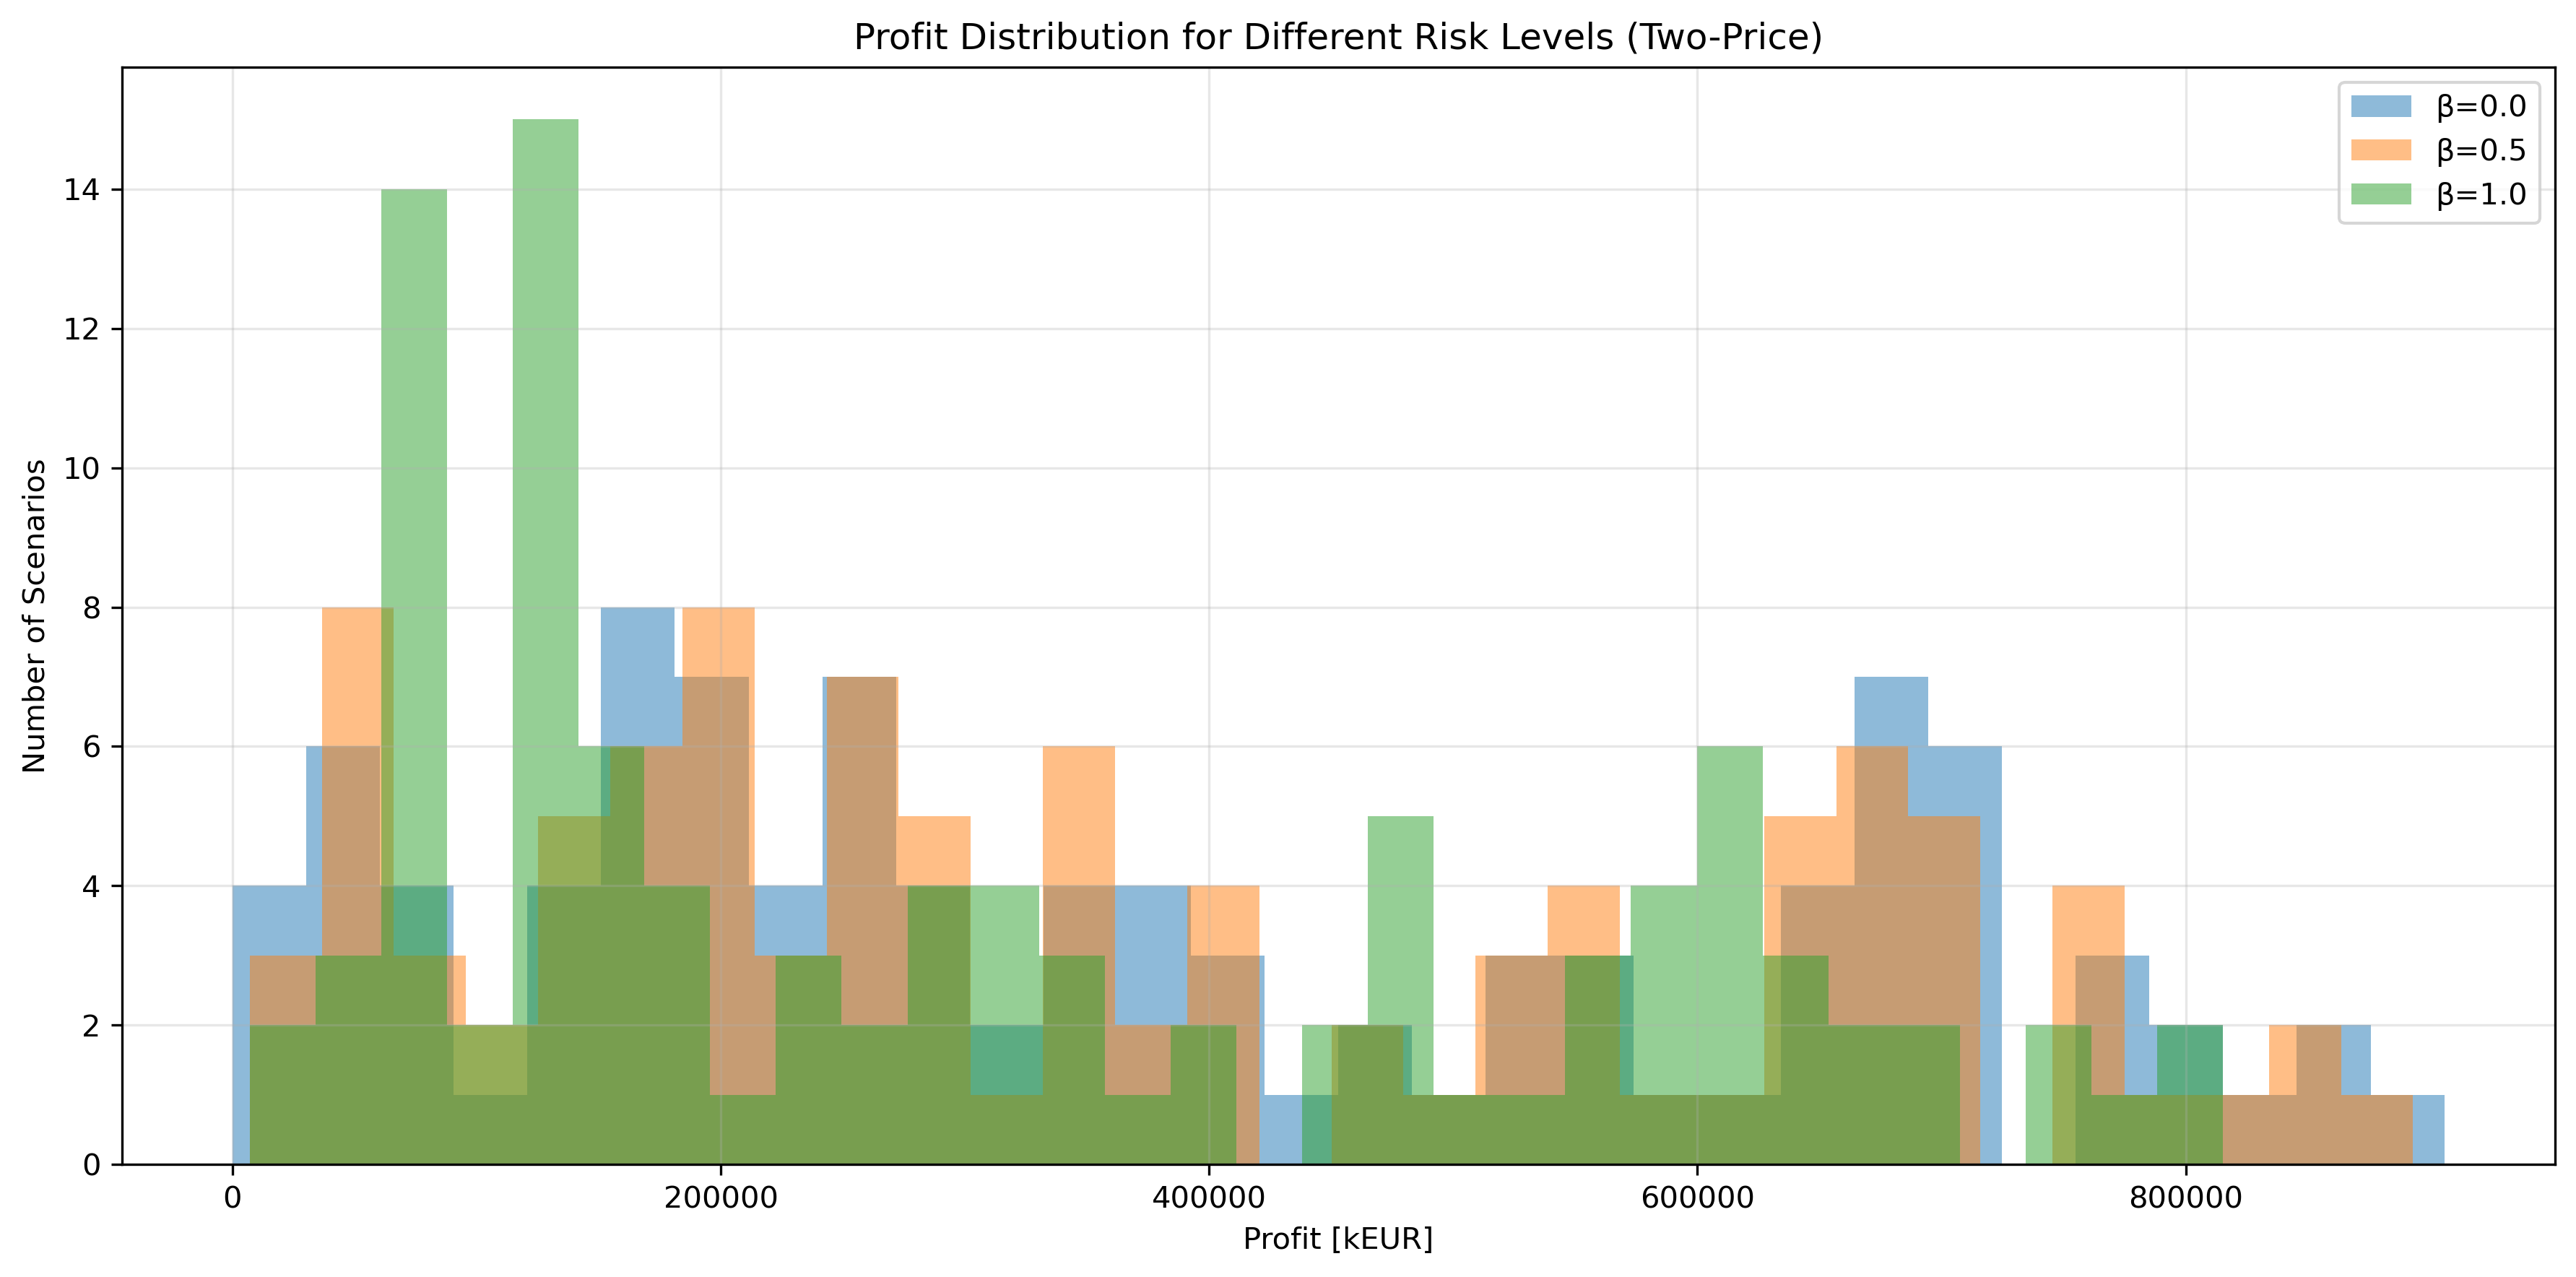 Profit Distribution for Different Risk Levels (Two-Price)
β=0.0
β=0.5
β=1.0
Number of Scenarios
14
12
10
8
6
4
2
0
0 200000 400000 600000 800000
Profit [kEUR]